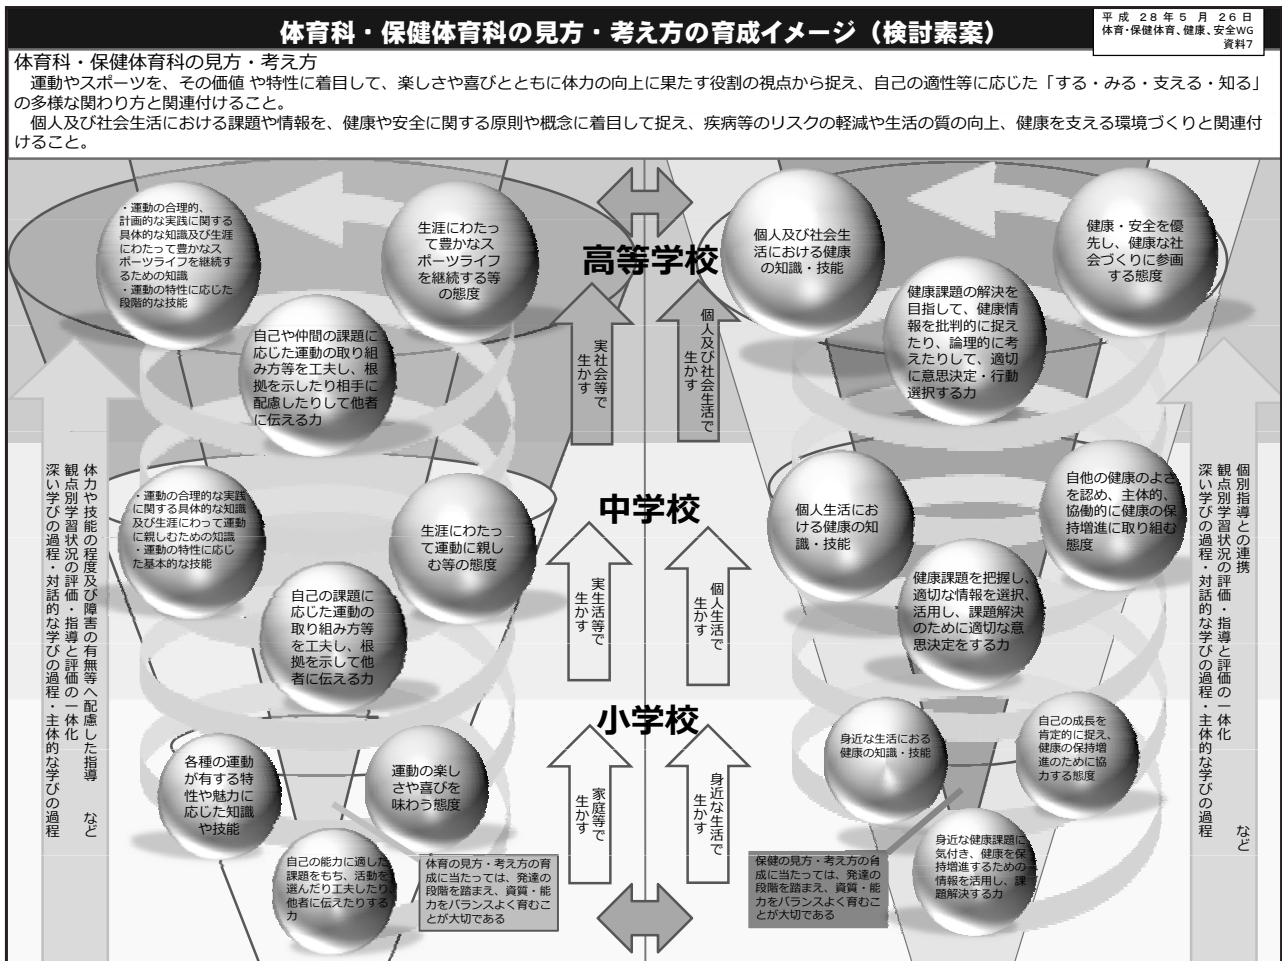 体育科・保健体育科の見方・考え方の育成イメージ（検討素案）
平成28年5月26日
体育・保健体育、健康、安全WG
資料7
体育科・保健体育科の見方・考え方
運動やスポーツを、その価値や特性に着目して、楽しさや喜びとともに体力の向上に果たす役割の視点から捉え、自己の適性等に応じた「する・みる・支える・知る」
の多様な関わり方と関連付けること。
個人及び社会生活における課題や情報を、健康や安全に関する原則や概念に着目して捉え、疾病等のリスクの軽減や生活の質の向上、健康を支える環境づくりと関連付
けること。
高等学校
・運動の合理的、
計画的な実践に関する
具体的な知識及び生涯
にわたって豊かなス
ポーツライフを継続す
るための知識
・運動の特性に応じた
段階的な技能
生涯にわたっ
て豊かなス
ポーツライフ
を継続する等
の態度
自己や仲間の課題に
応じた運動の取り組
み方等を工夫し、根
拠を示したり相手に
配慮したりして他者
に伝える力
実社会等で
生かす
個人及び社会生活で
生かす
個人及び社会生
活における健康
の知識・技能
健康・安全を優
先し、健康な社
会づくりに参画
する態度
健康課題の解決を
目指して、健康情
報を批判的に捉え
たり、論理的に考
えたりして、適切
に意思決定・行動
選択する力
中学校
・運動の合理的な実践
に関する具体的な知識
及び生涯にわって運動
に親しむための知識
・運動の特性に応じ
た基本的な技能
生涯にわたっ
て運動に親し
む等の態度
自己の課題に
応じた運動の
取り組み方等
を工夫し、根
拠を示して他
者に伝える力
実生活等で
生かす
個人生活で
生かす
個人生活にお
ける健康の知
識・技能
自他の健康のよさ
を認め、主体的、
協働的に健康の保
持増進に取り組む
態度
健康課題を把握し、
適切な情報を選択、
活用し、課題解決
のために適切な意
思決定をする力
小学校
各種の運動
が有する特
性や魅力に
応じた知識
や技能
運動の楽し
さや喜びを
味わう態度
自己の能力に適した
課題をもち、活動を
選んだり工夫したり、
他者に伝えたりする
力
家庭等で
生かす
身近な生活で
生かす
身近な生活におる
健康の知識・技能
自己の成長を
肯定的に捉え、
健康の保持増
進のために協
力する態度
身近な健康課題に
気付き、健康を保
持増進するための
情報を活用し、課
題解決する力
体育の見方・考え方の育
成に当たっては、発達の
段階を踏まえ、資質・能
力をバランスよく育むこ
とが大切である
保健の見方・考え方の育
成に当たっては、発達の
段階を踏まえ、資質・能
力をバランスよく育むこ
とが大切である
体力や技能の程度及び障害の有無等へ配慮した指導 など
観点別学習状況の評価・指導と評価の一体化
深い学びの過程・対話的な学びの過程・主体的な学びの過程
個別指導との連携 など
観点別学習状況の評価・指導と評価の一体化
深い学びの過程・対話的な学びの過程・主体的な学びの過程